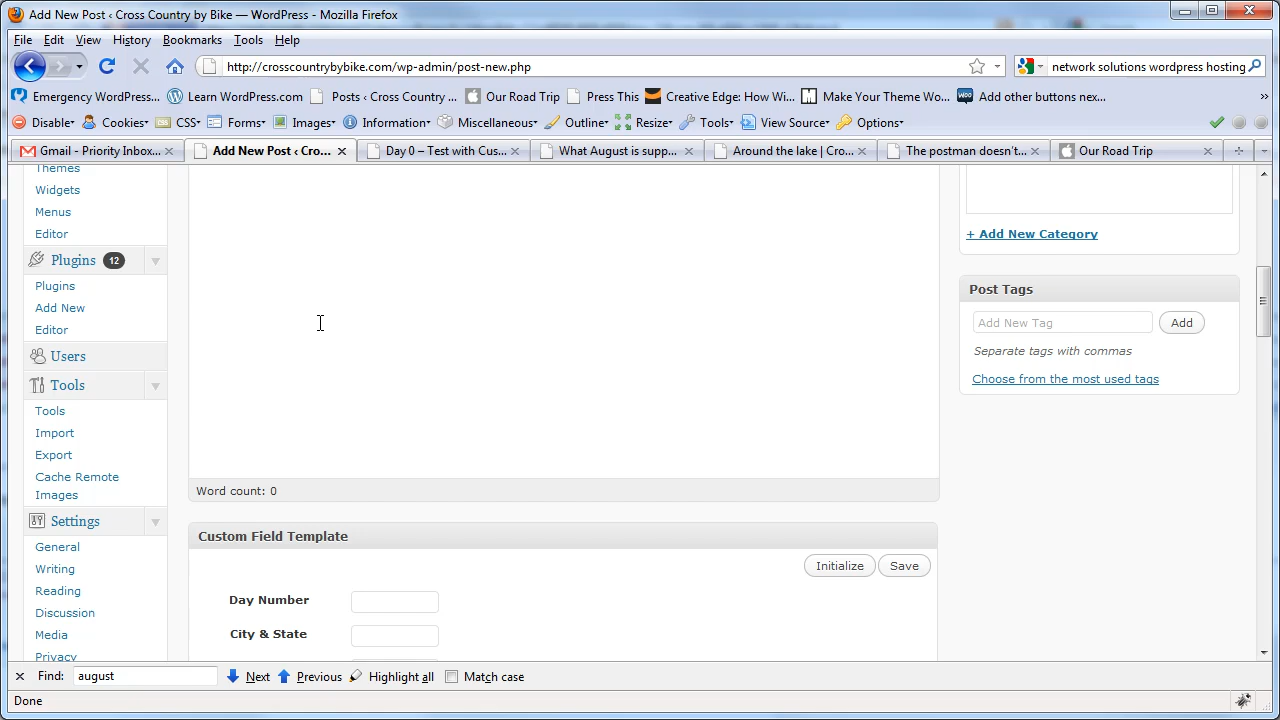 Add New Post ‹ Cross Country by Bike — WordPress - Mozilla Firefox
File Edit View History Bookmarks Tools Help
http://crosscountrybybike.com/wp-admin/post-new.php
network solutions wordpress hosting
Emergency WordPress... Learn WordPress.com Posts ‹ Cross Country ... Our Road Trip Press This Creative Edge: How Wi... Make Your Theme Wo... Add other buttons mex... »
Disable▾ Cookies▾ CSS▾ Forms▾ Images▾ Information▾ Miscellaneous▾ Outline▾ Resize▾ Tools▾ View Source▾ Options▾
Gmail - Priority Inbox... Add New Post ‹ Cro... Day 0 – Test with Cus... What August is supp... Around the lake | Cro... The postman doesn't... Our Road Trip
Themes
Widgets
Menus
Editor
Plugins 12
Plugins
Add New
Editor
Users
Tools
Tools
Import
Export
Cache Remote
Images
Settings
General
Writing
Reading
Discussion
Media
Privacy
Word count: 0
Custom Field Template
Initialize Save
Day Number
City & State
+ Add New Category
Post Tags
Add New Tag Add
Separate tags with commas
Choose from the most used tags
Find: august Next Previous Highlight all Match case
Done